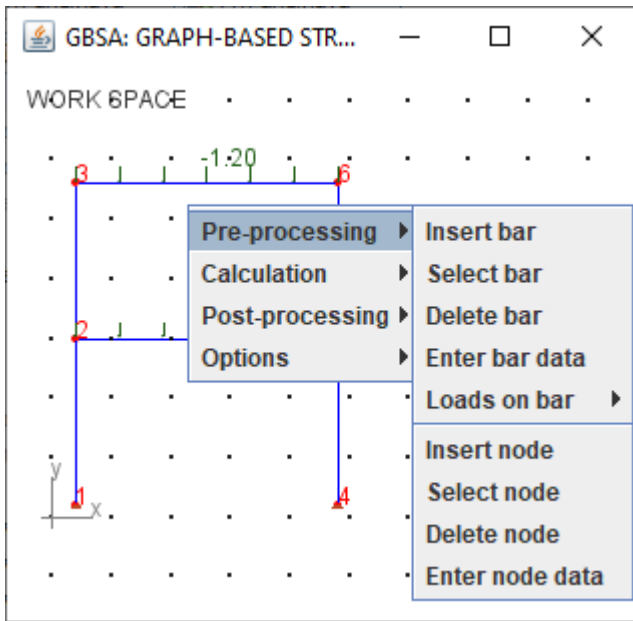 GBSA: GRAPH-BASED STR...
WORK SPACE
-1.20
3
6
Pre-processing
Insert bar
Calculation
Select bar
Post-processing
Delete bar
2
Options
Enter bar data
Loads on bar
Insert node
y
1
x
4
Select node
Delete node
Enter node data